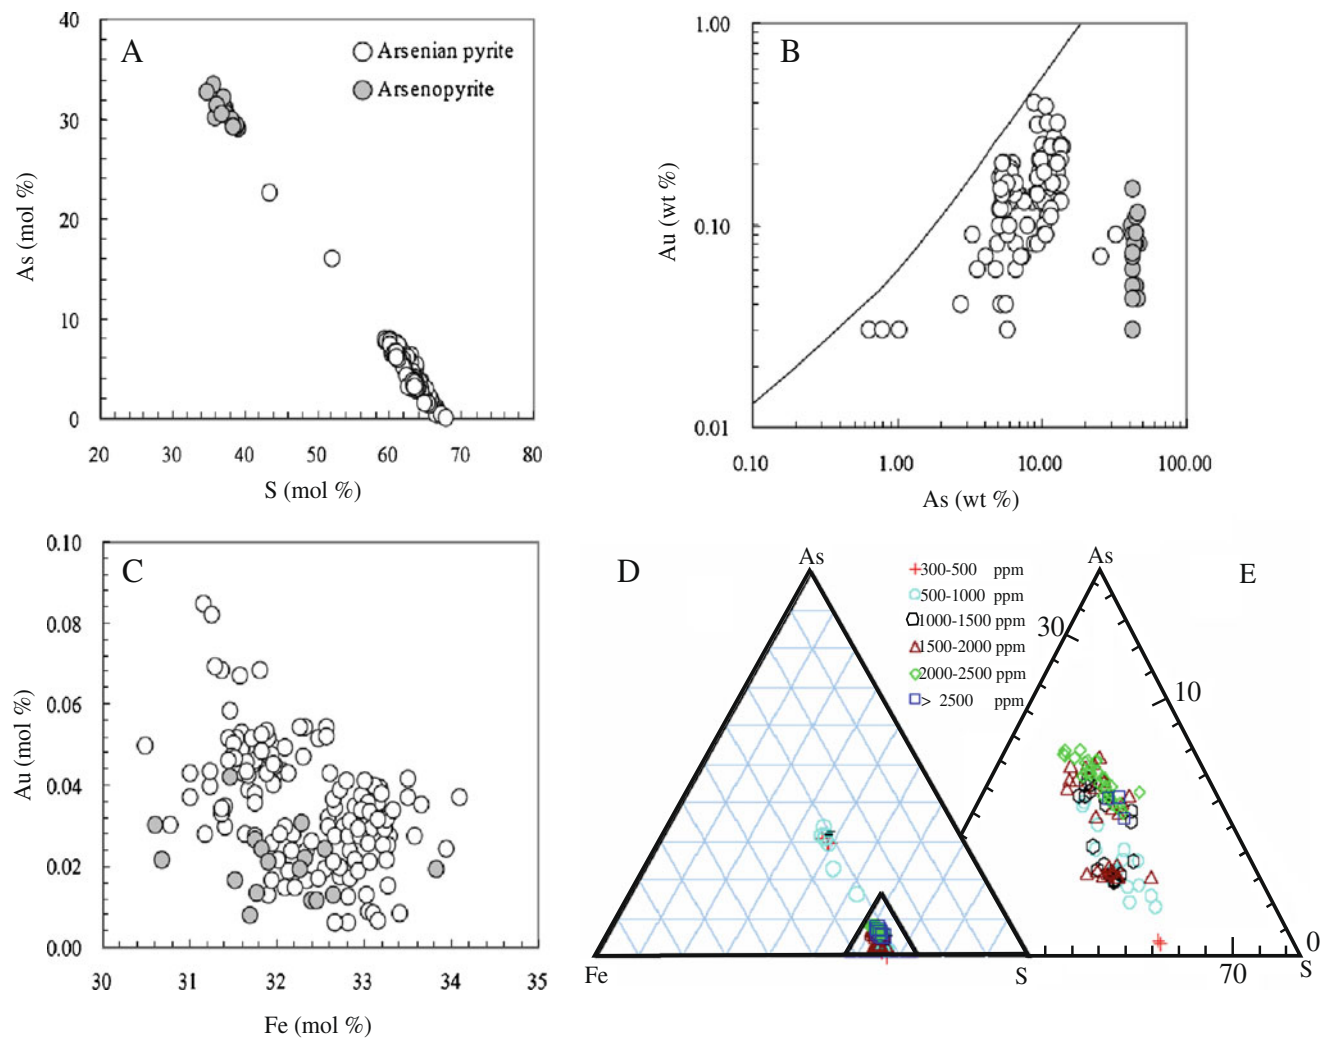 A
Arsenian pyrite
Arsenopyrite
40
30
20
10
0
As (mol %)
20 30 40 50 60 70 80
S (mol %)
B
1.00
0.10
0.01
Au (wt %)
0.10 1.00 10.00 100.00
As (wt %)
C
0.10
0.08
0.06
0.04
0.02
0.00
Au (mol %)
30 31 32 33 34 35
Fe (mol %)
D
As
Fe
S
300-500 ppm
500-1000 ppm
1000-1500 ppm
1500-2000 ppm
2000-2500 ppm
> 2500 ppm
E
As
30
10
0
70
S